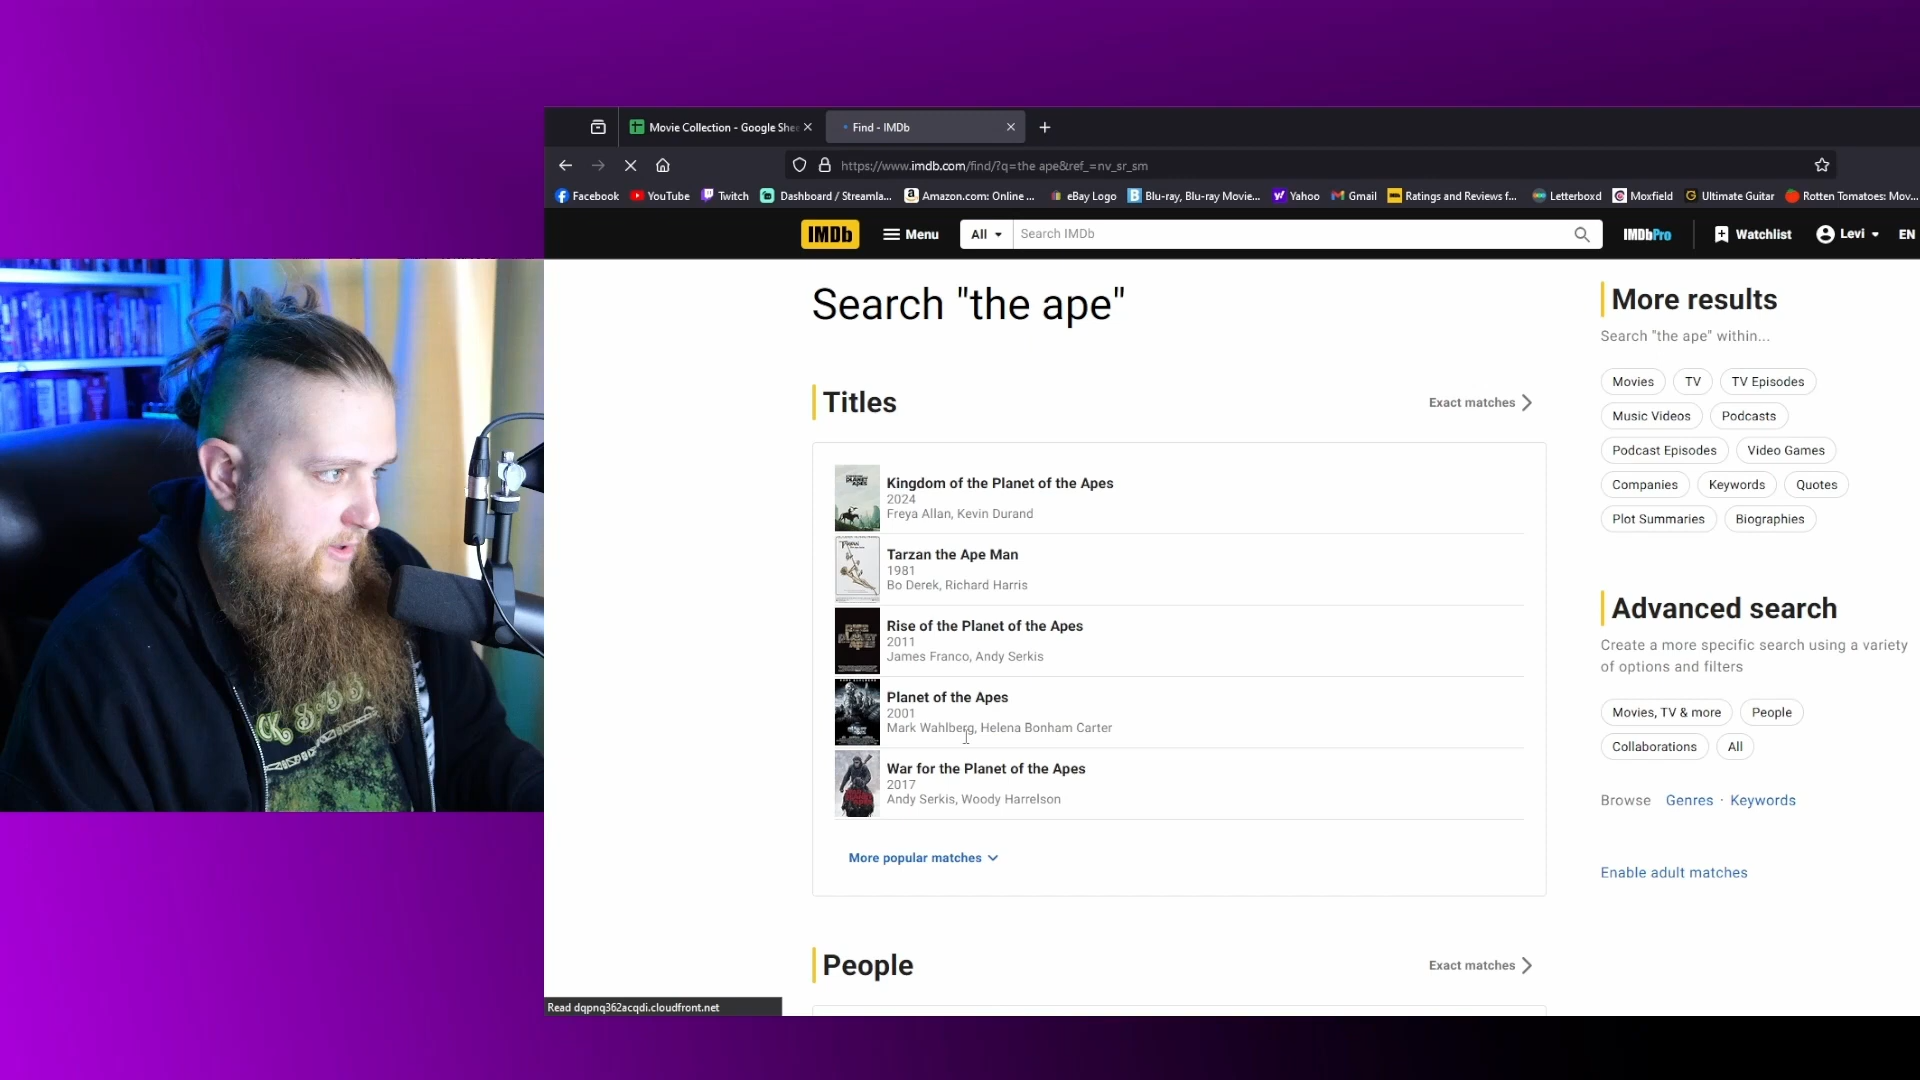 Movie Collection - Google Shee
Find - IMDb
https://www.imdb.com/find/?q=the ape&ref_=nv_sr_sm
Facebook
YouTube
Twitch
Dashboard / Streamla...
Amazon.com: Online ...
eBay Logo
Blu-ray, Blu-ray Movie...
Yahoo
Gmail
Ratings and Reviews f...
Letterboxd
Moxfield
Ultimate Guitar
Rotten Tomatoes: Mov...
IMDb
Menu
All
Search IMDb
IMDbPro
Watchlist
Levi
EN
Search "the ape"
Titles
Exact matches
Kingdom of the Planet of the Apes
2024
Freya Allan, Kevin Durand
Tarzan the Ape Man
1981
Bo Derek, Richard Harris
Rise of the Planet of the Apes
2011
James Franco, Andy Serkis
Planet of the Apes
2001
Mark Wahlberg, Helena Bonham Carter
War for the Planet of the Apes
2017
Andy Serkis, Woody Harrelson
More popular matches
People
Exact matches
More results
Search "the ape" within...
Movies
TV
TV Episodes
Music Videos
Podcasts
Podcast Episodes
Video Games
Companies
Keywords
Quotes
Plot Summaries
Biographies
Advanced search
Create a more specific search using a variety
of options and filters
Movies, TV & more
People
Collaborations
All
Browse
Genres · Keywords
Enable adult matches
Read dqpnq362acqdi.cloudfront.net